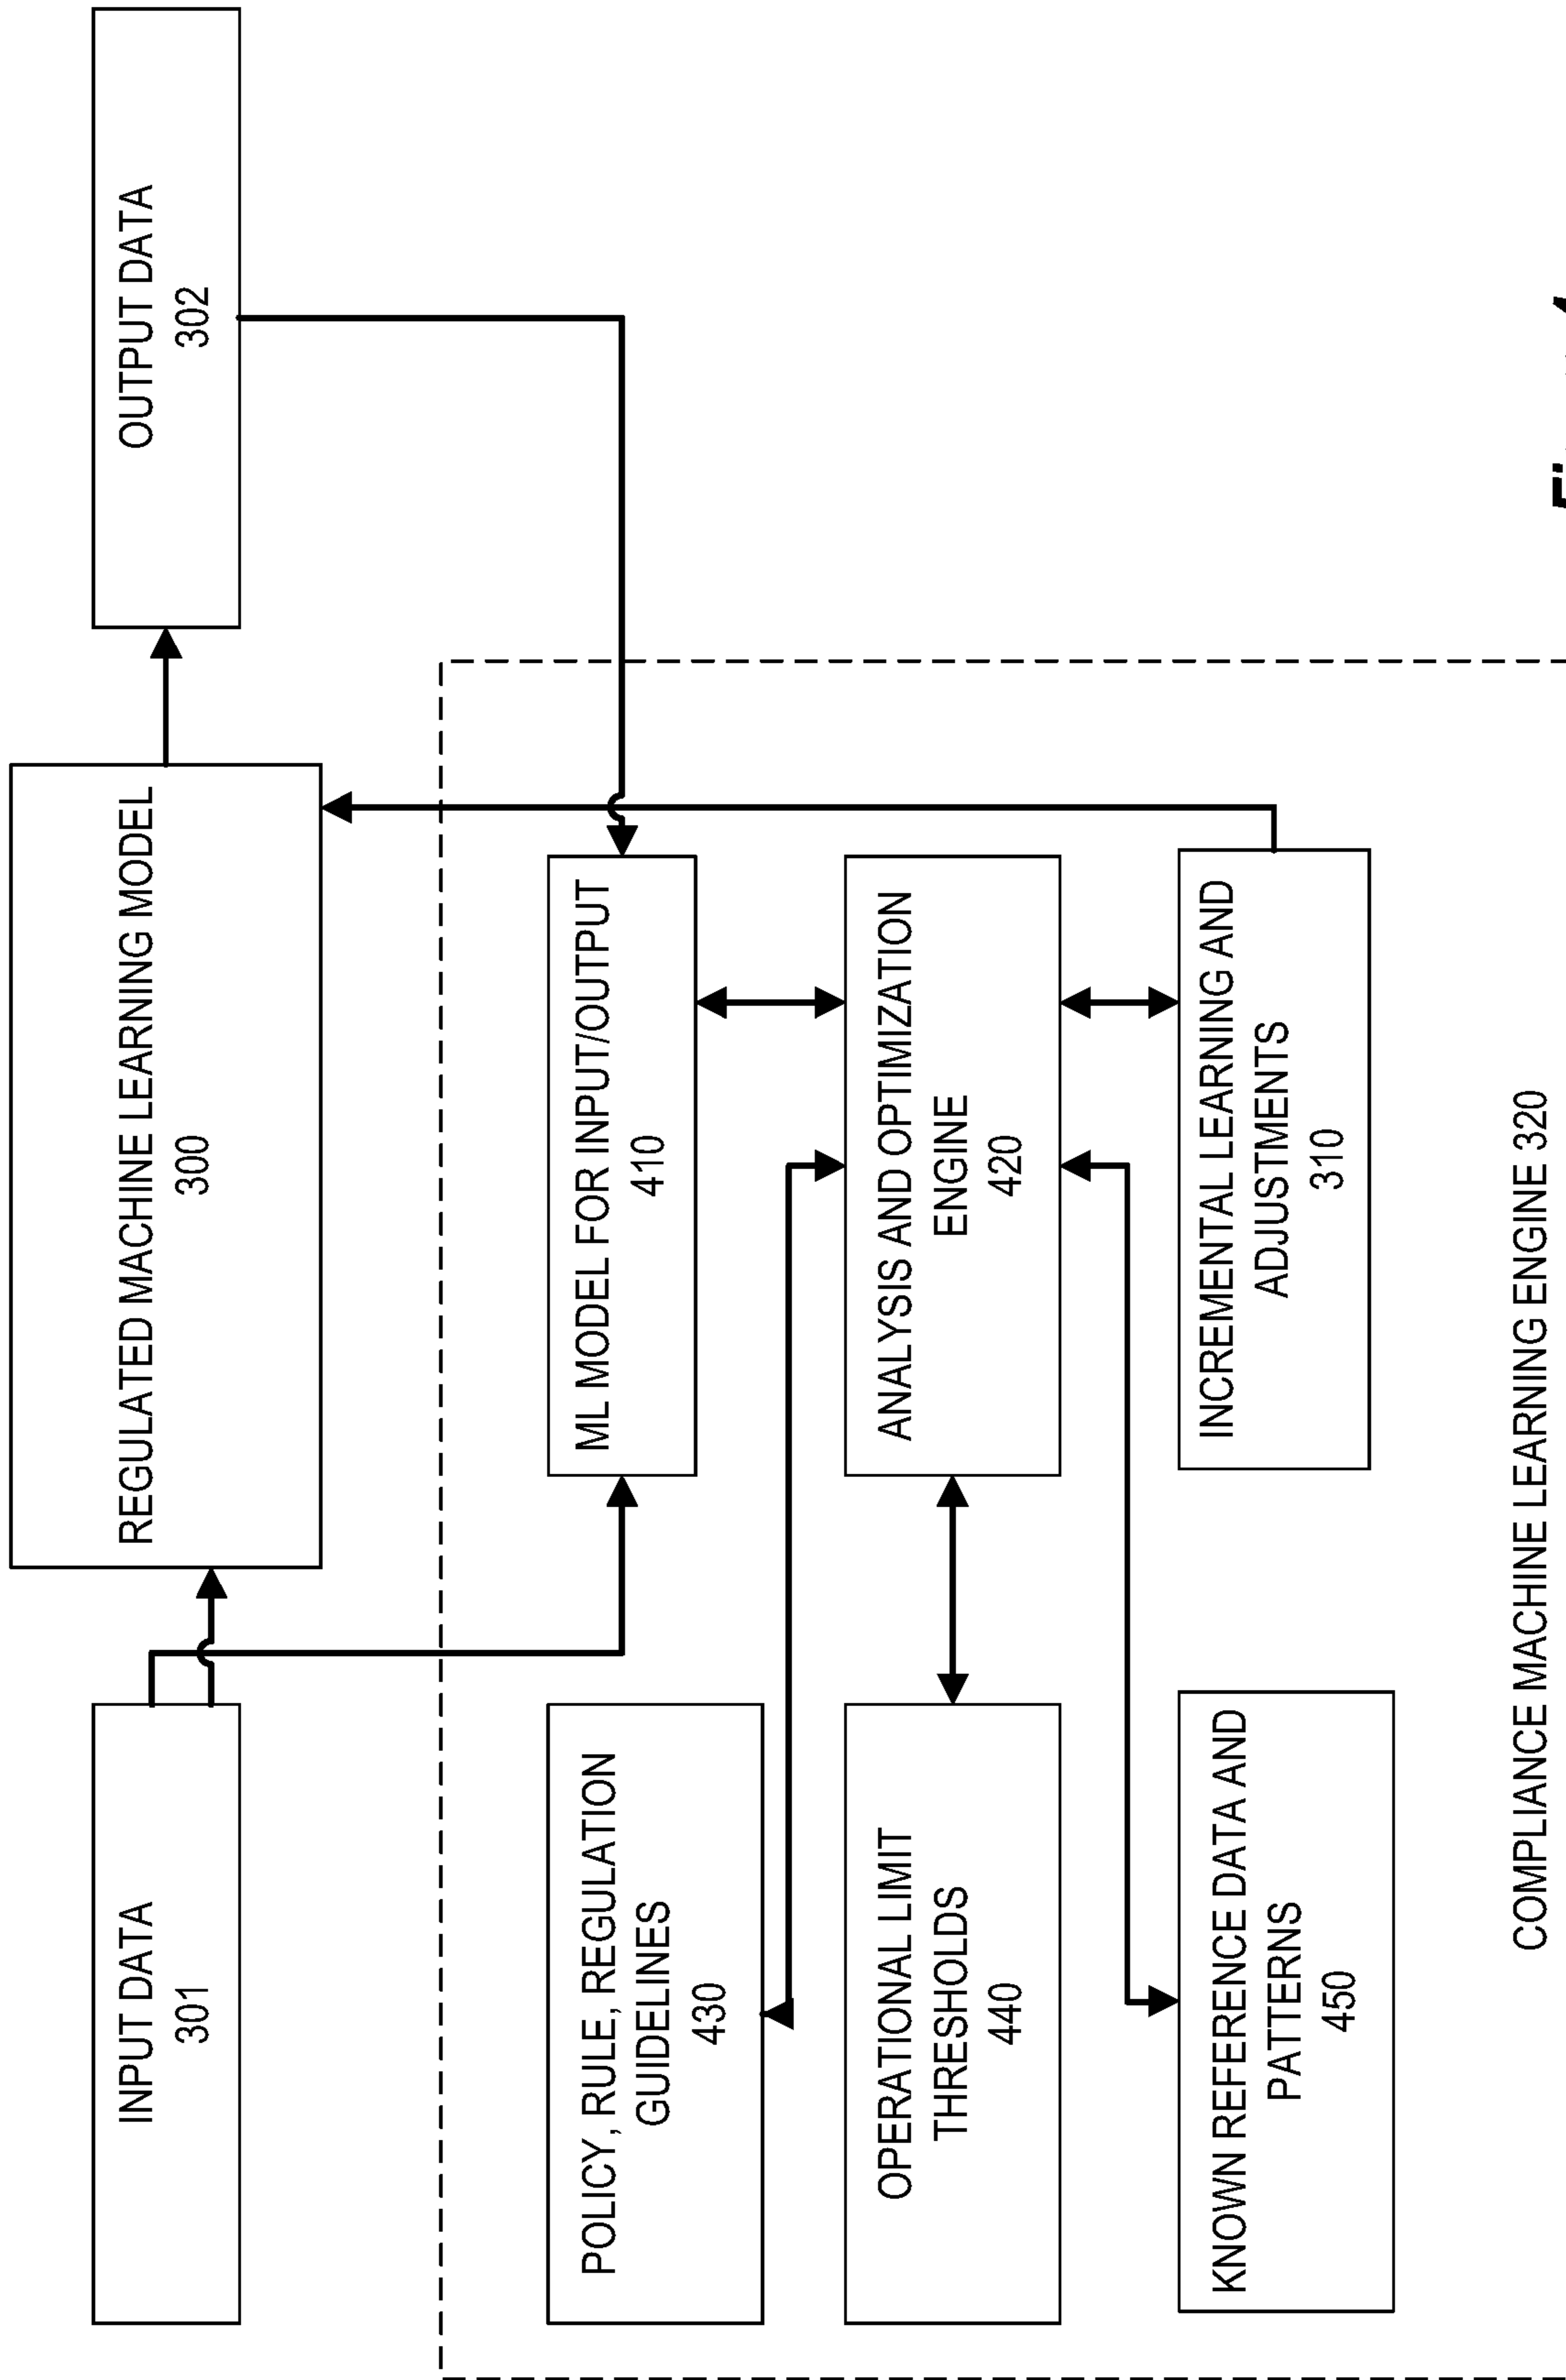 INPUT DATA
301
REGULATED MACHINE LEARNING MODEL
300
OUTPUT DATA
302
POLICY, RULE, REGULATION
GUIDELINES
430
ML MODEL FOR INPUT/OUTPUT
410
OPERATIONAL LIMIT
THRESHOLDS
440
ANALYSIS AND OPTIMIZATION
ENGINE
420
KNOWN REFERENCE DATA AND
PATTERNS
450
INCREMENTAL LEARNING AND
ADJUSTMENTS
310
COMPLIANCE MACHINE LEARNING ENGINE 320